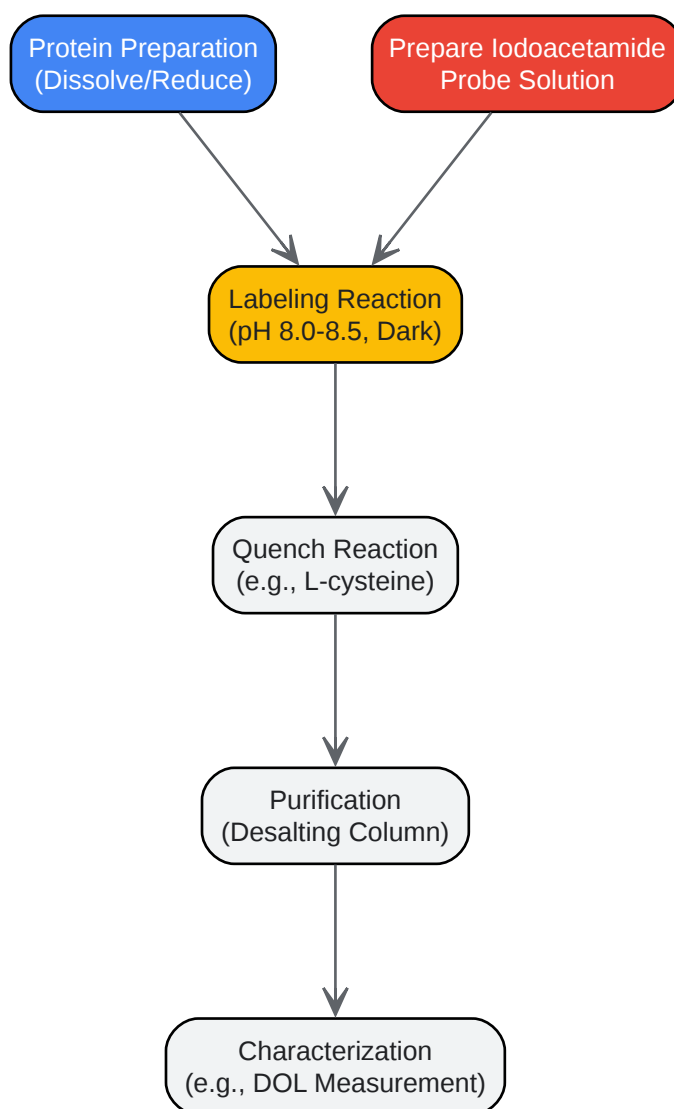 Protein Preparation
(Dissolve/Reduce)
Prepare Iodoacetamide
Probe Solution
Labeling Reaction
(pH 8.0-8.5, Dark)
Quench Reaction
(e.g., L-cysteine)
Purification
(Desalting Column)
Characterization
(e.g., DOL Measurement)